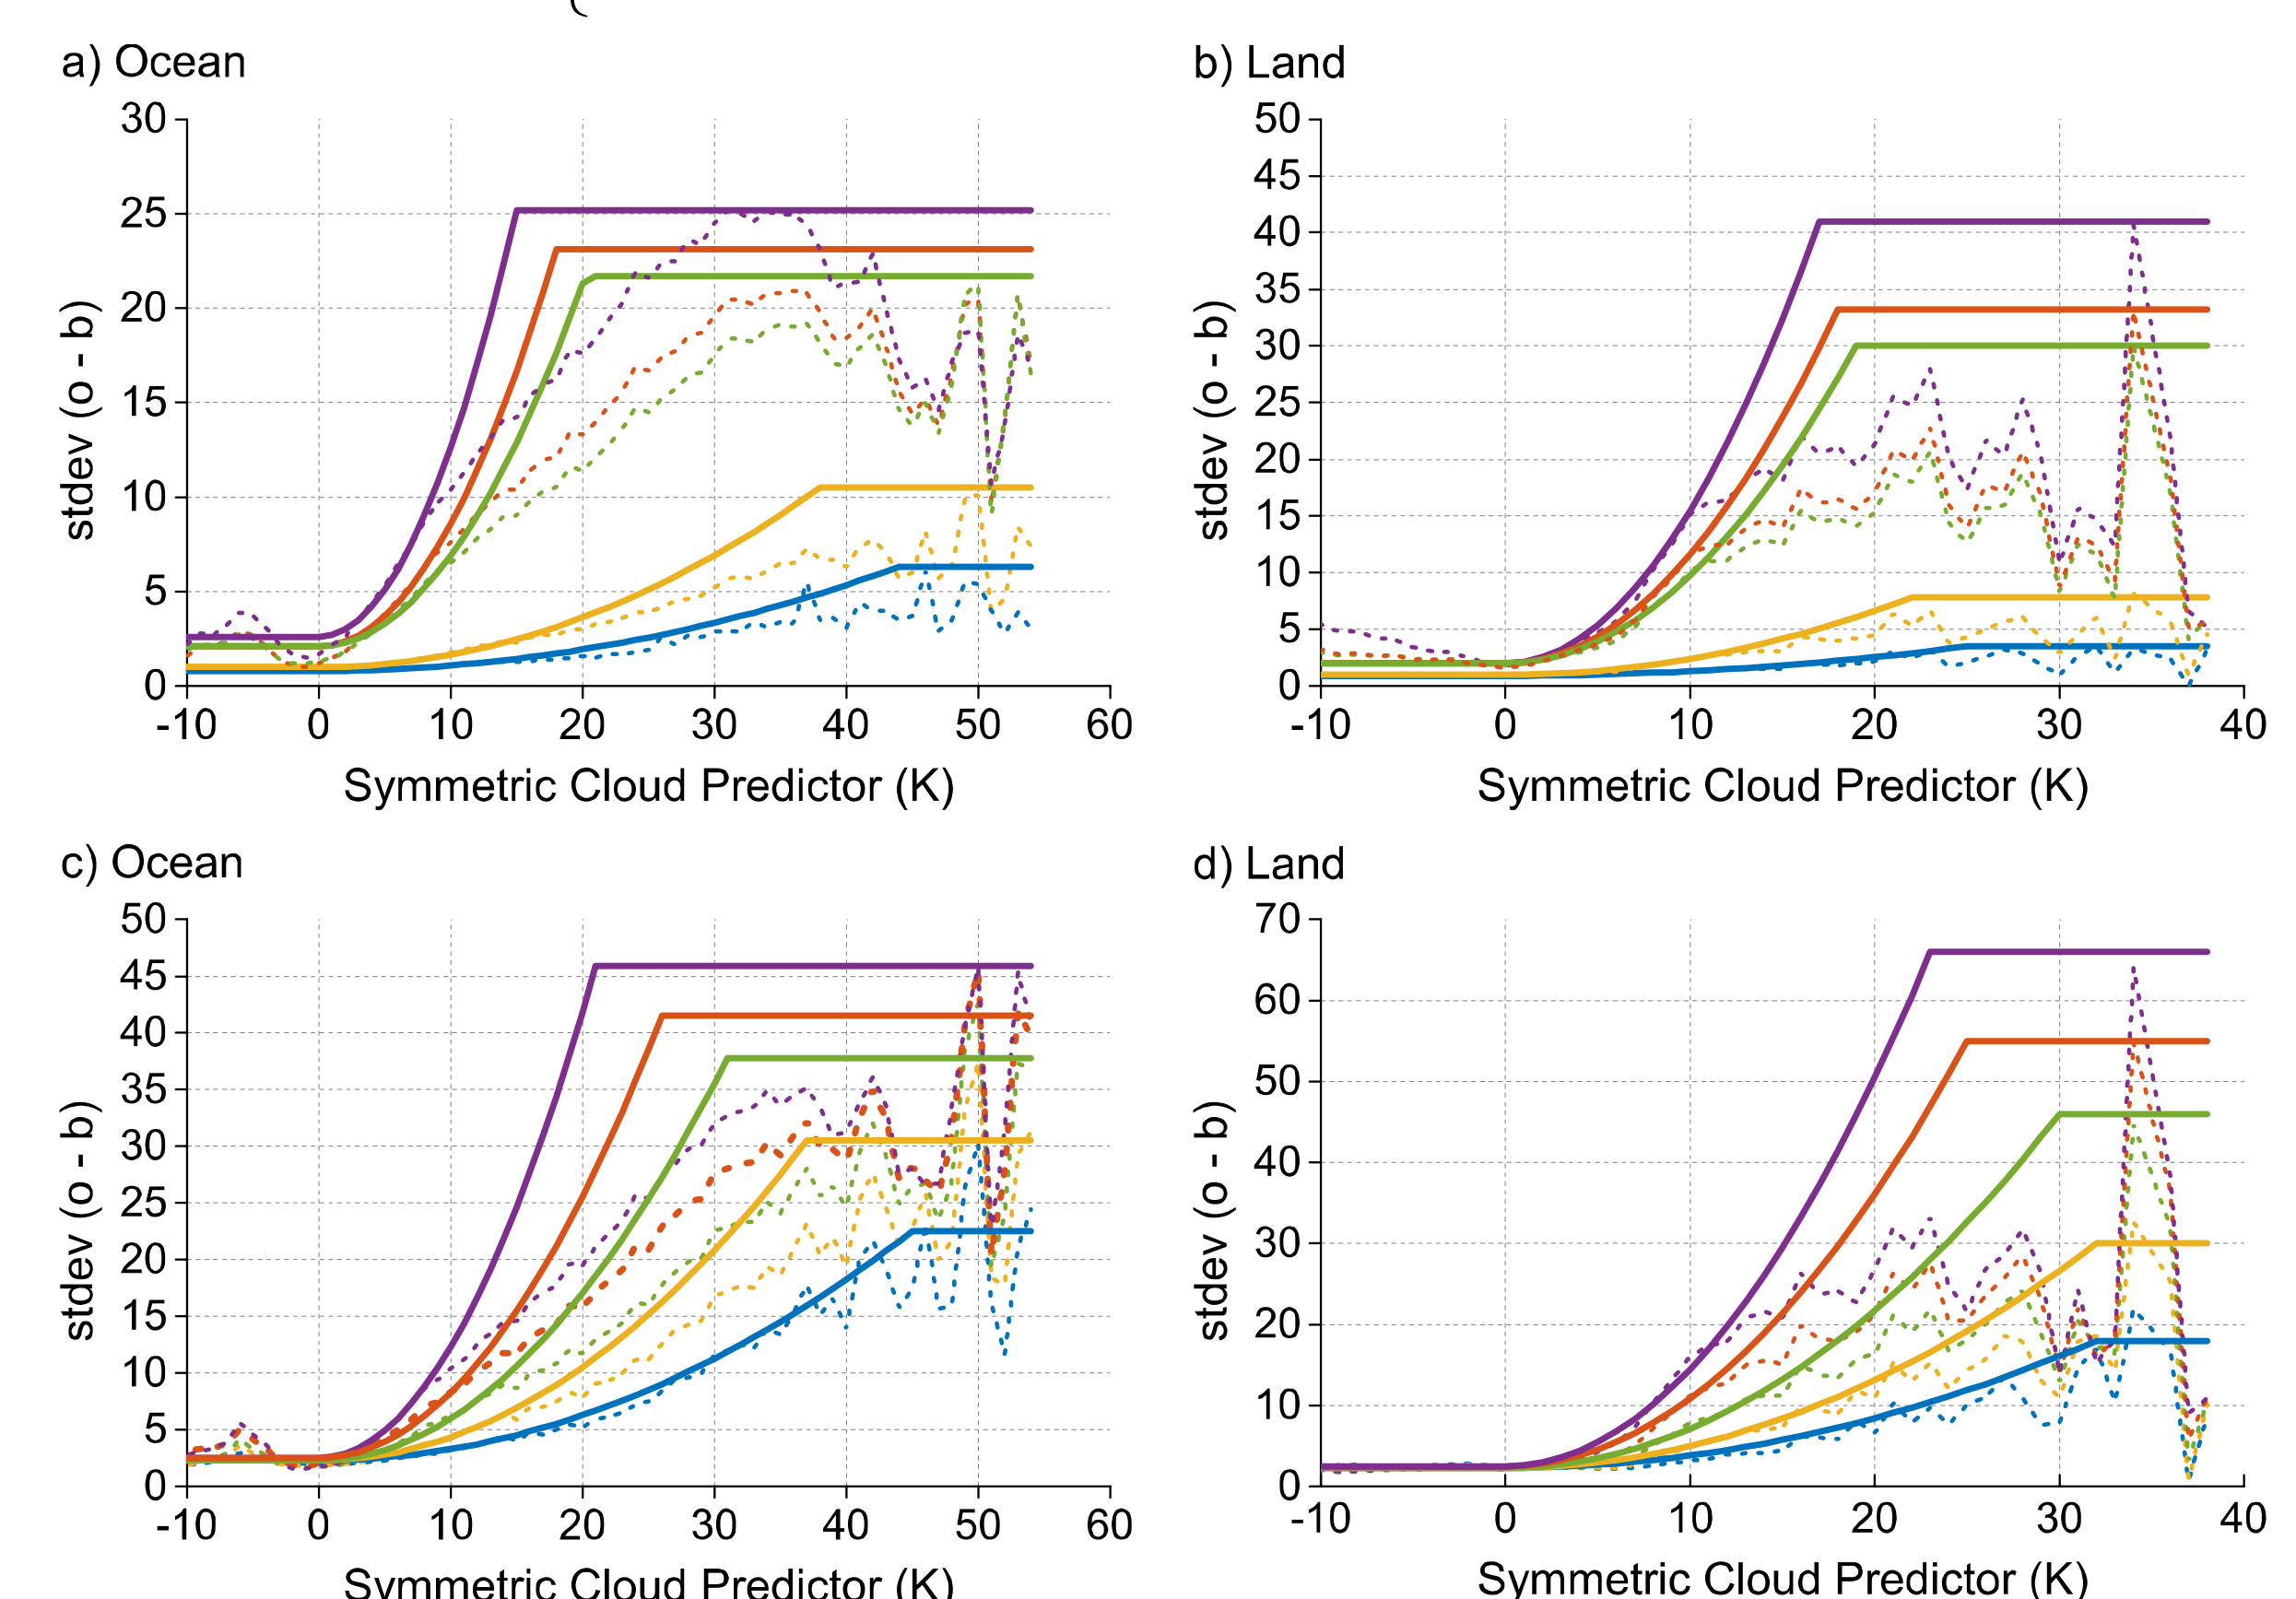 a) Ocean
b) Land
30
25
20
15
10
5
0
stdev (o - b)
-10 0 10 20 30 40 50 60
Symmetric Cloud Predictor (K)
50
45
40
35
30
25
20
15
10
5
0
stdev (o - b)
-10 0 10 20 30 40
Symmetric Cloud Predictor (K)
c) Ocean
d) Land
50
45
40
35
30
25
20
15
10
5
0
stdev (o - b)
-10 0 10 20 30 40 50 60
Symmetric Cloud Predictor (K)
70
60
50
40
30
20
10
0
stdev (o - b)
-10 0 10 20 30 40
Symmetric Cloud Predictor (K)